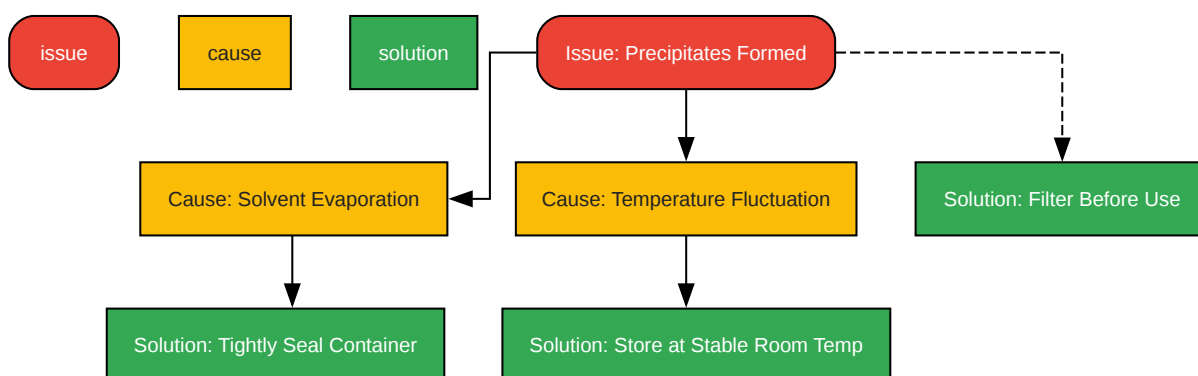 issue
cause
solution
Issue: Precipitates Formed
Cause: Solvent Evaporation
Cause: Temperature Fluctuation
Solution: Filter Before Use
Solution: Tightly Seal Container
Solution: Store at Stable Room Temp